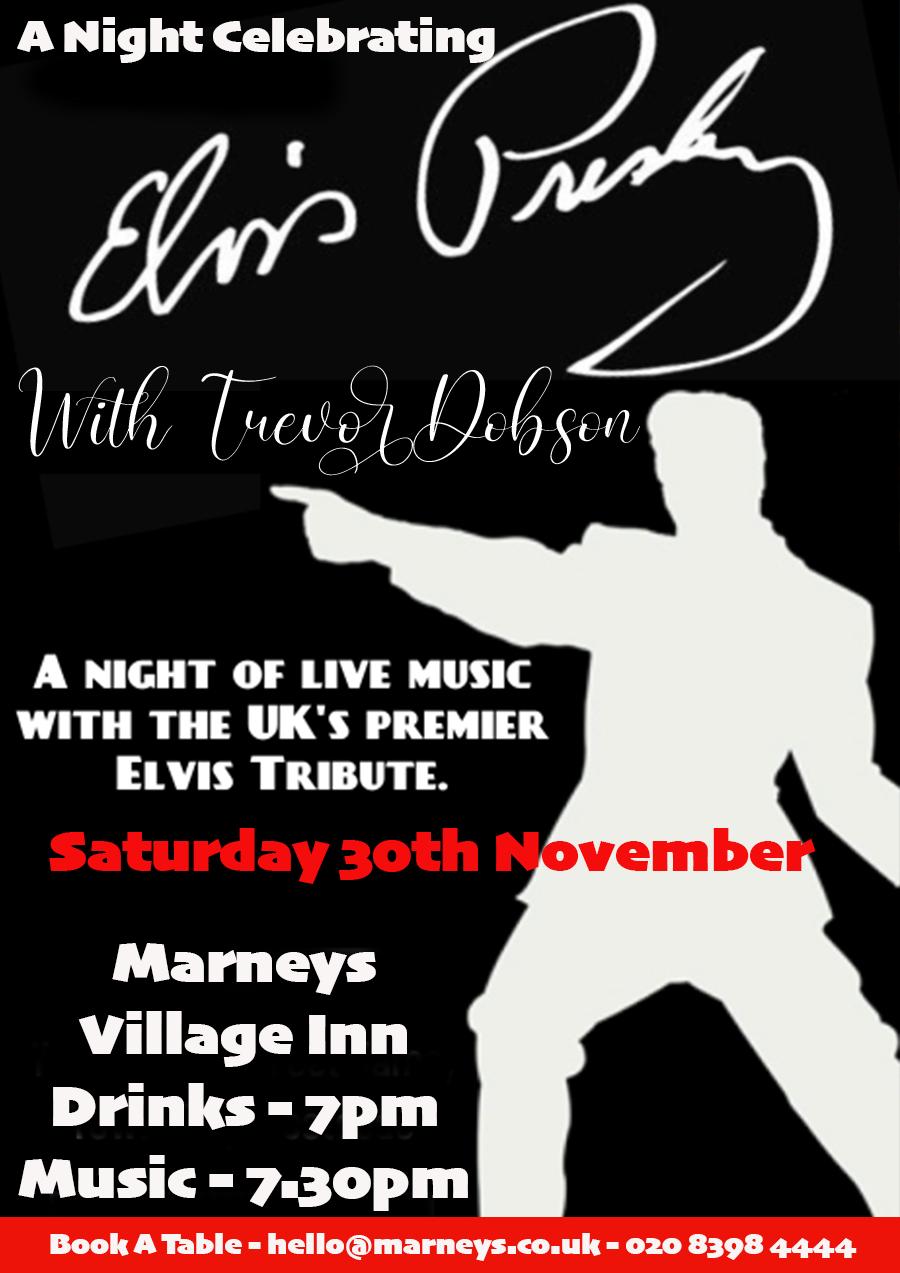 A Night Celebrating
Elvis Presley
With Trevor Dobson
A NIGHT OF LIVE MUSIC
WITH THE UK'S PREMIER
ELVIS TRIBUTE.
Saturday 30th November
Marneys
Village Inn
Drinks - 7pm
Music - 7.30pm
Book A Table - hello@marneys.co.uk - 020 8398 4444